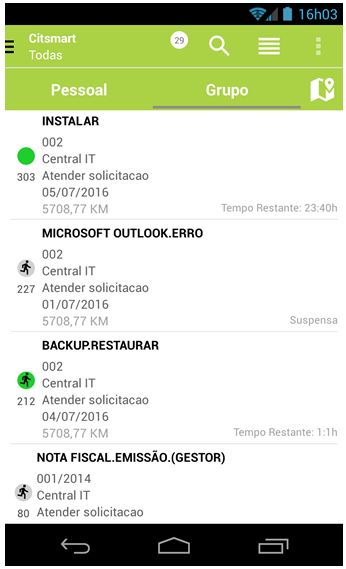 16h03
Citsmart
Todas
29
Pessoal
Grupo
INSTALAR
002
Central IT
303 Atender solicitacao
05/07/2016
5708,77 KM
Tempo Restante: 23:40h
MICROSOFT OUTLOOK.ERRO
002
Central IT
227 Atender solicitacao
01/07/2016
5708,77 KM
Suspensa
BACKUP.RESTAURAR
002
Central IT
212 Atender solicitacao
04/07/2016
5708,77 KM
Tempo Restante: 1:1h
NOTA FISCAL.EMISSÃO.(GESTOR)
001/2014
Central IT
80 Atender solicitacao